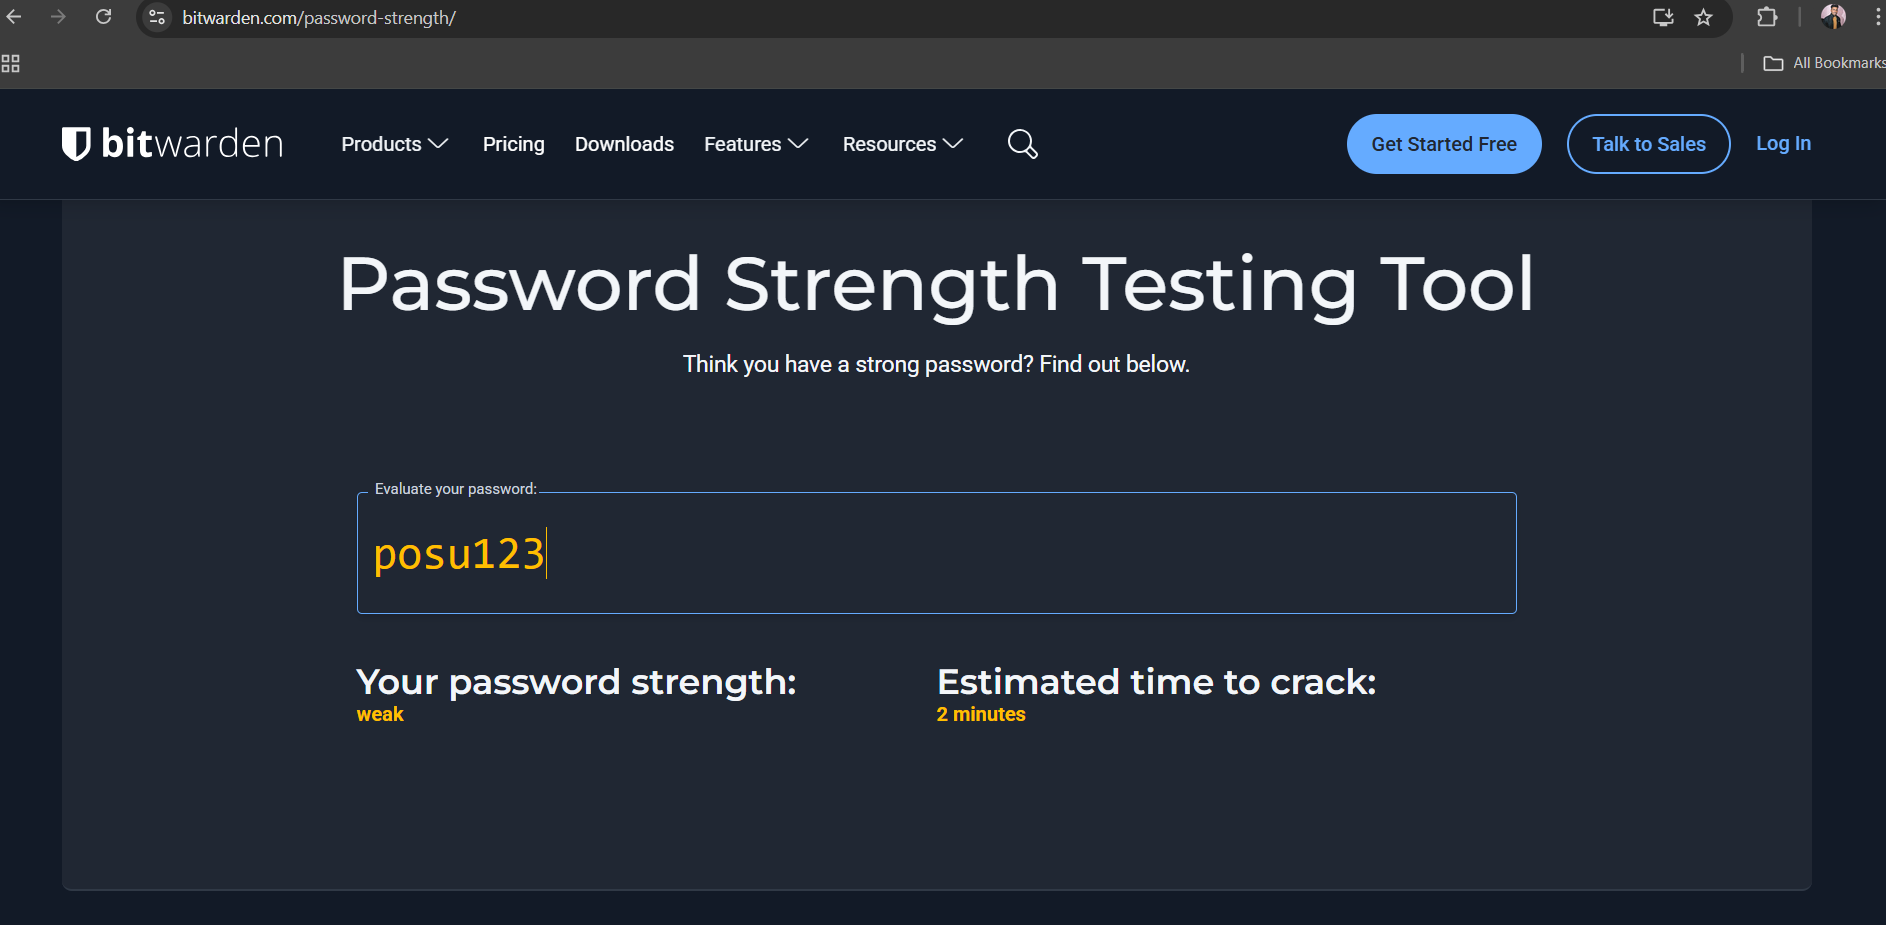 bitwarden.com/password-strength/
All Bookmarks
bitwarden Products Pricing Downloads Features Resources Get Started Free Talk to Sales Log In
Password Strength Testing Tool
Think you have a strong password? Find out below.
Evaluate your password:
posu123
Your password strength: Estimated time to crack:
weak 2 minutes